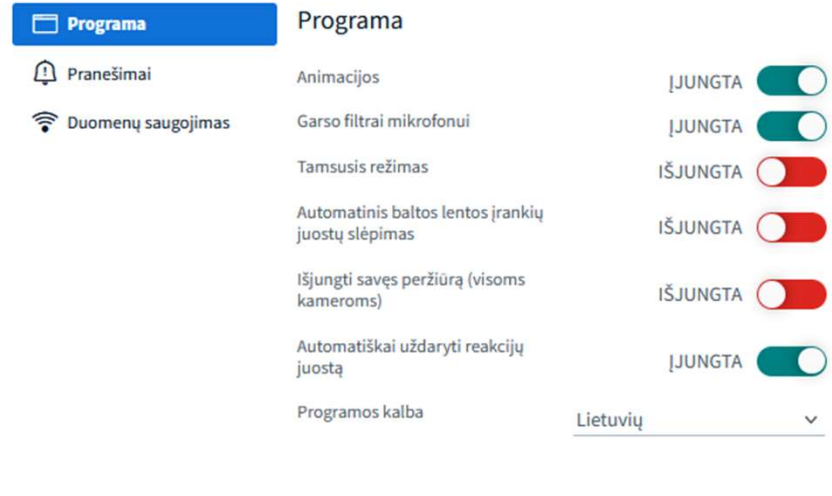 Programa
Pranešimai
Duomenų saugojimas
Programa
Animacijos ĮJUNGTA
Garso filtrai mikrofonui ĮJUNGTA
Tamsusis režimas IŠJUNGTA
Automatinis baltos lentos įrankių
juostų slėpimas IŠJUNGTA
Išjungti savęs peržiūrą (visoms
kameroms) IŠJUNGTA
Automatiškai uždaryti reakcijų
juostą ĮJUNGTA
Programos kalba Lietuvių